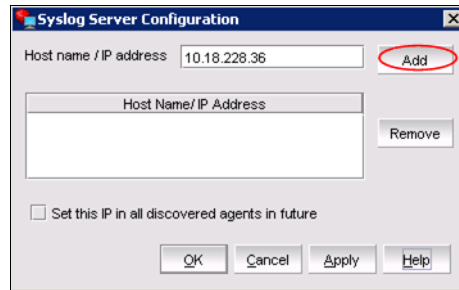 Syslog Server Configuration
Host name / IP address 10.18.228.36 Add
Host Name/ IP Address
Remove
Set this IP in all discovered agents in future
OK Cancel Apply Help